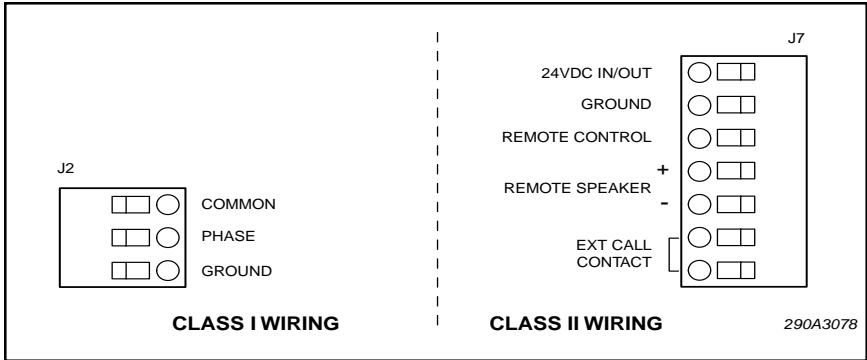 J2
COMMON
PHASE
GROUND
CLASS I WIRING
J7
24VDC IN/OUT
GROUND
REMOTE CONTROL
+
REMOTE SPEAKER
-
EXT CALL
CONTACT
CLASS II WIRING
290A3078